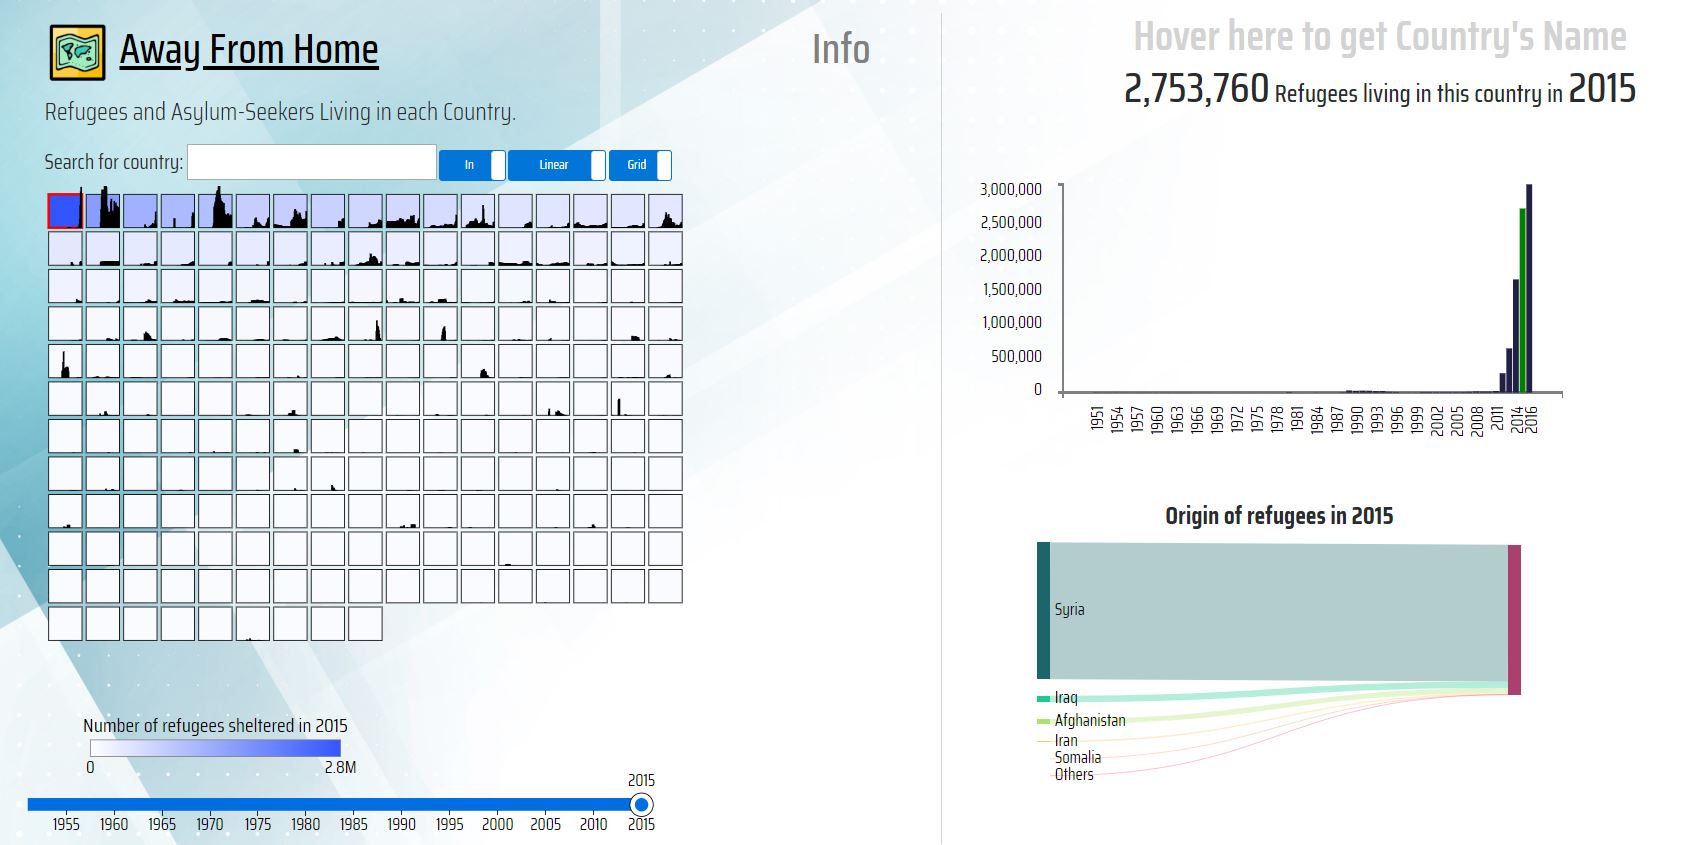 Away From Home
Info
Refugees and Asylum-Seekers Living in each Country.
Search for country:
In
Linear
Grid
Number of refugees sheltered in 2015
0
2.8M
2015
1955 1960 1965 1970 1975 1980 1985 1990 1995 2000 2005 2010 2015
Hover here to get Country's Name
2,753,760 Refugees living in this country in 2015
3,000,000
2,500,000
2,000,000
1,500,000
1,000,000
500,000
0
1951 1954 1957 1960 1963 1966 1969 1972 1975 1978 1981 1984 1987 1990 1993 1996 1999 2002 2005 2008 2011 2014 2016
Origin of refugees in 2015
Syria
Iraq
Afghanistan
Iran
Somalia
Others